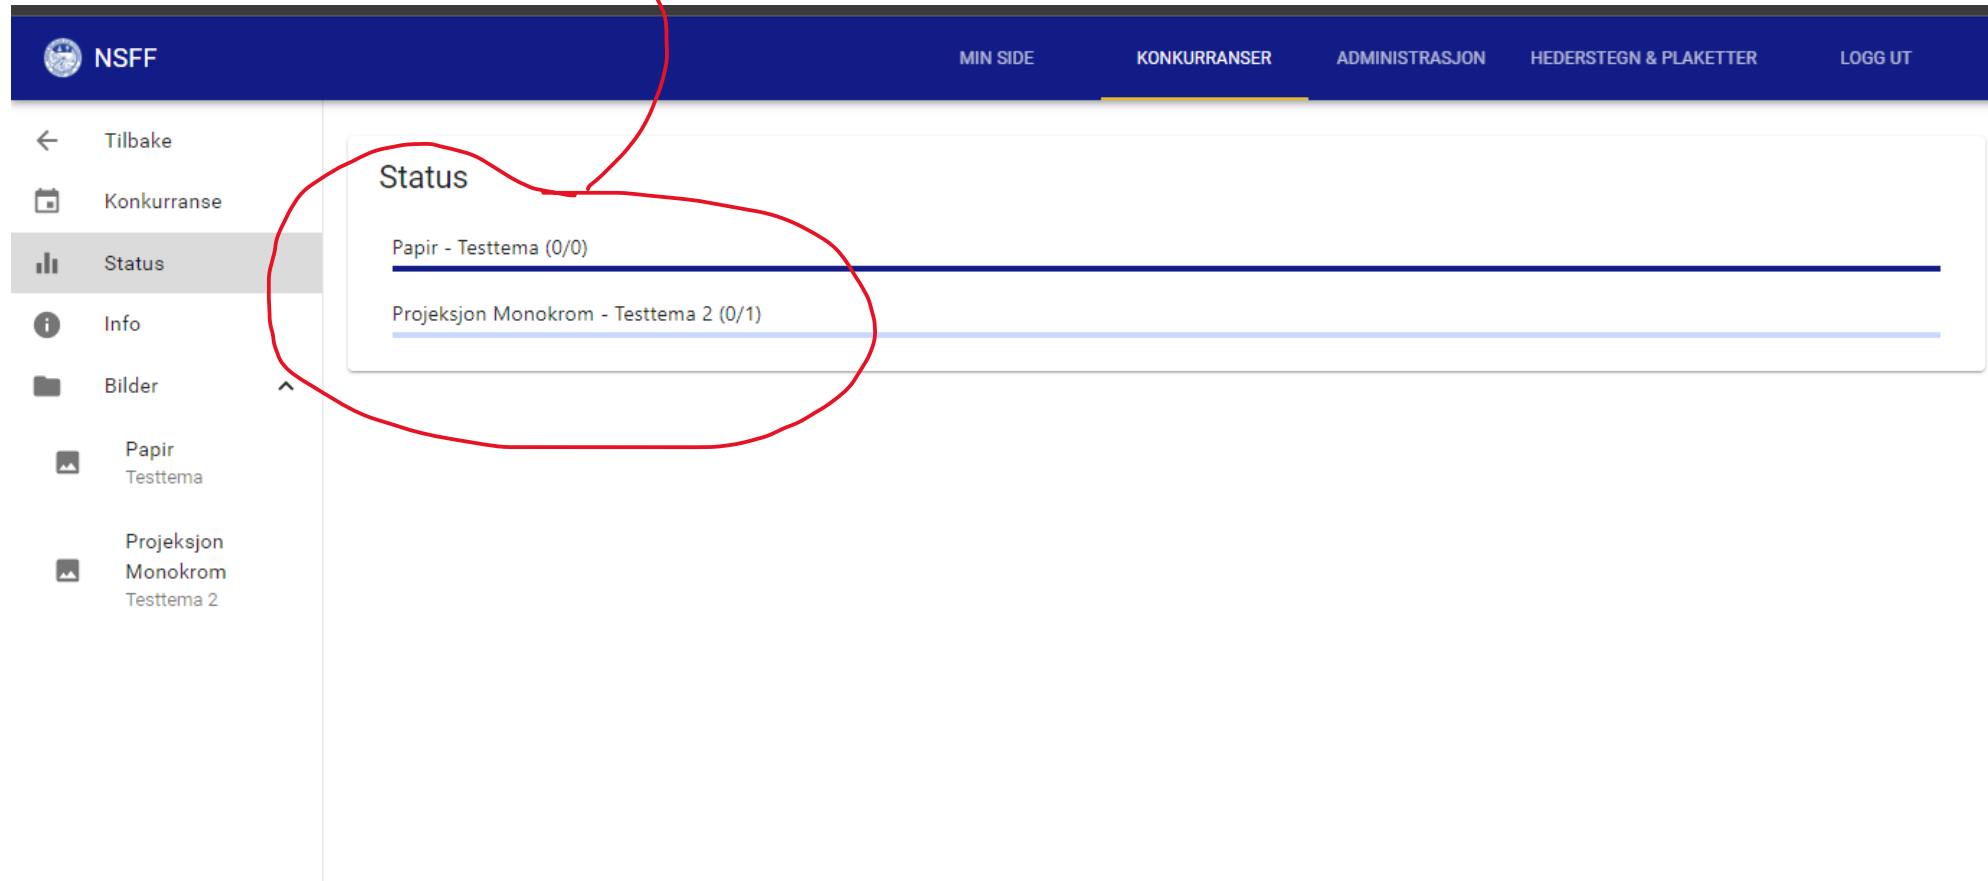 NSFF
MIN SIDE
KONKURRANSER
ADMINISTRASJON
HEDERSTEGN & PLAKETTER
LOGG UT
Tilbake
Konkurranse
Status
Info
Bilder
Papir
Testtema
Projeksjon
Monokrom
Testtema 2
Status
Papir - Testtema (0/0)
Projeksjon Monokrom - Testtema 2 (0/1)